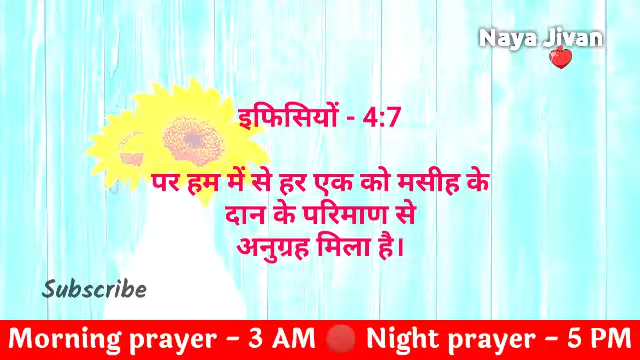 Naya Jivan
इफिसियों - 4:7
पर हम में से हर एक को मसीह के
दान के परिमाण से
अनुग्रह मिला है।
Subscribe
Morning prayer - 3 AM 🔴 Night prayer - 5 PM